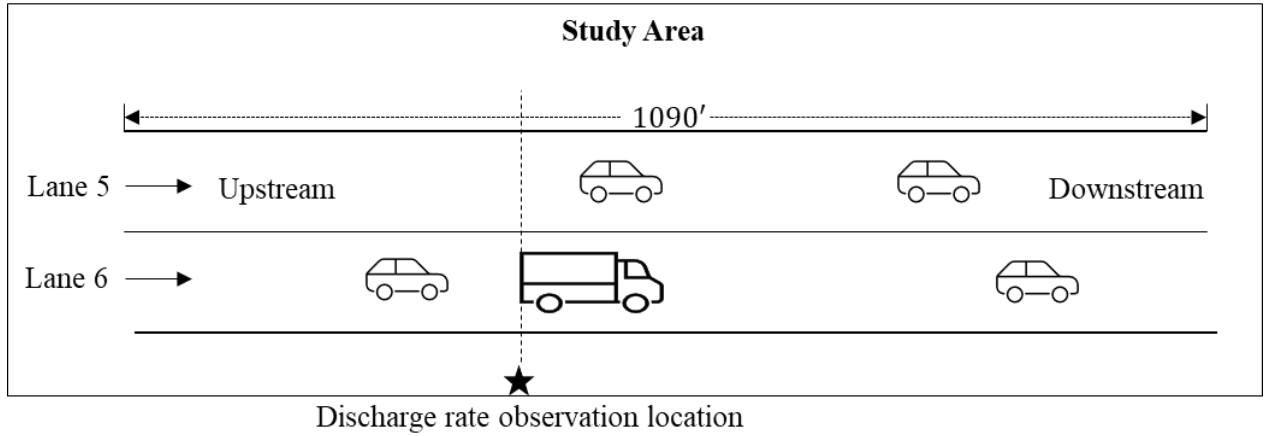 Study Area
1090′
Lane 5
Upstream
Downstream
Lane 6
Discharge rate observation location